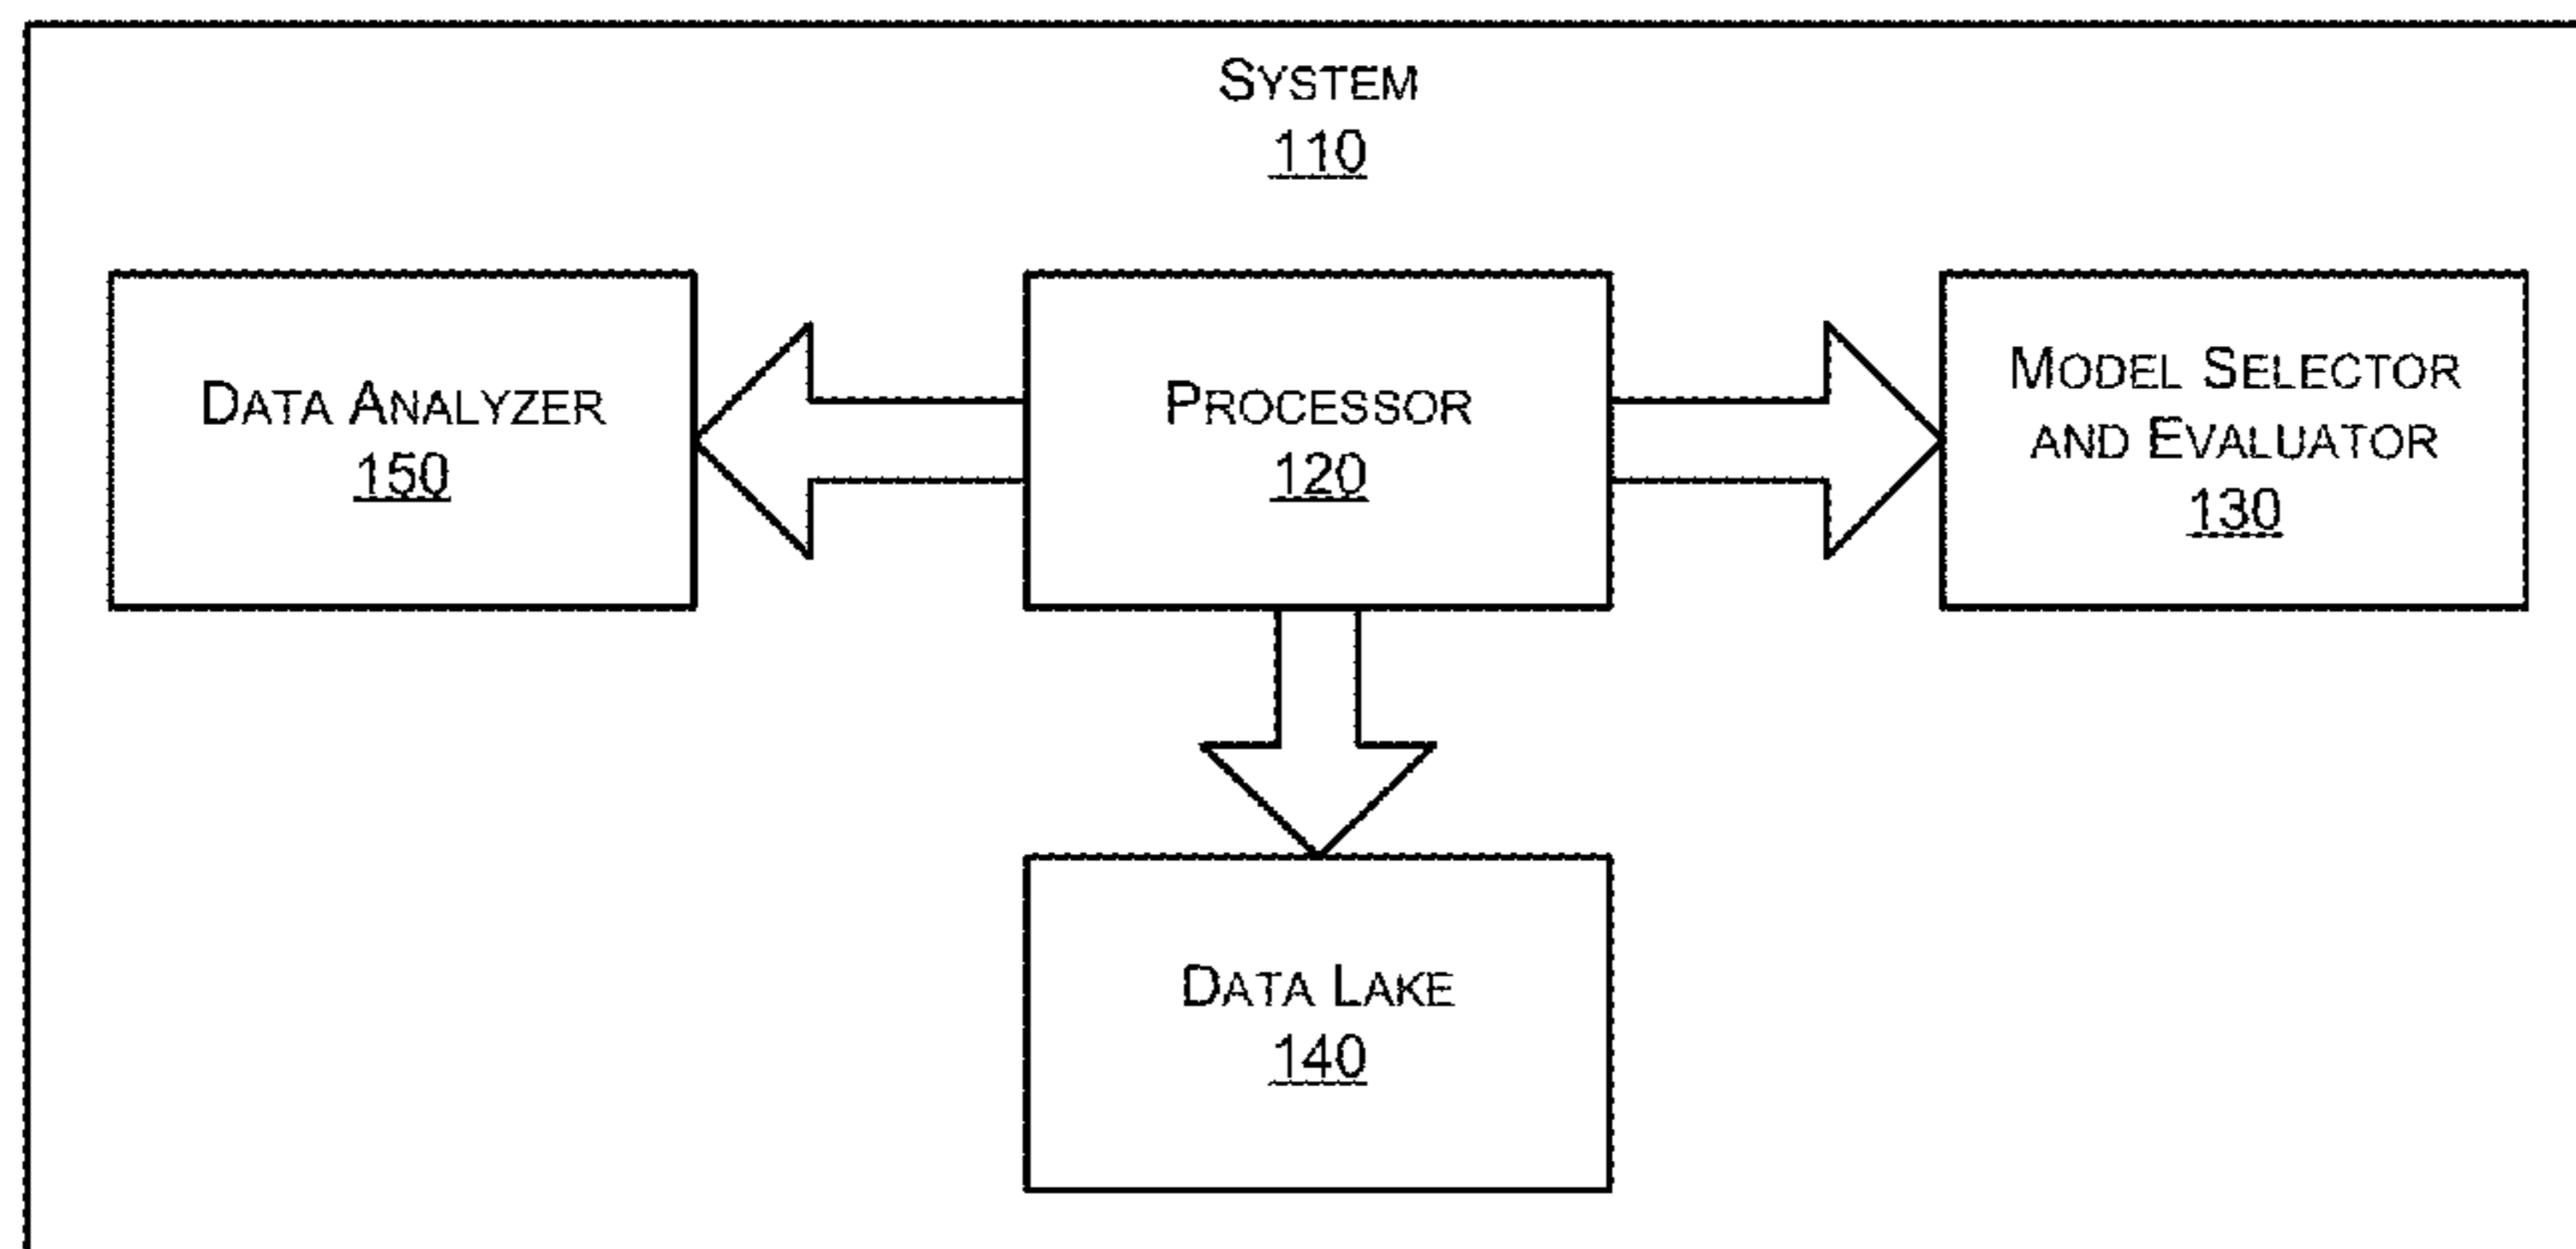 SYSTEM
110
DATA ANALYZER
150
PROCESSOR
120
MODEL SELECTOR
AND EVALUATOR
130
DATA LAKE
140